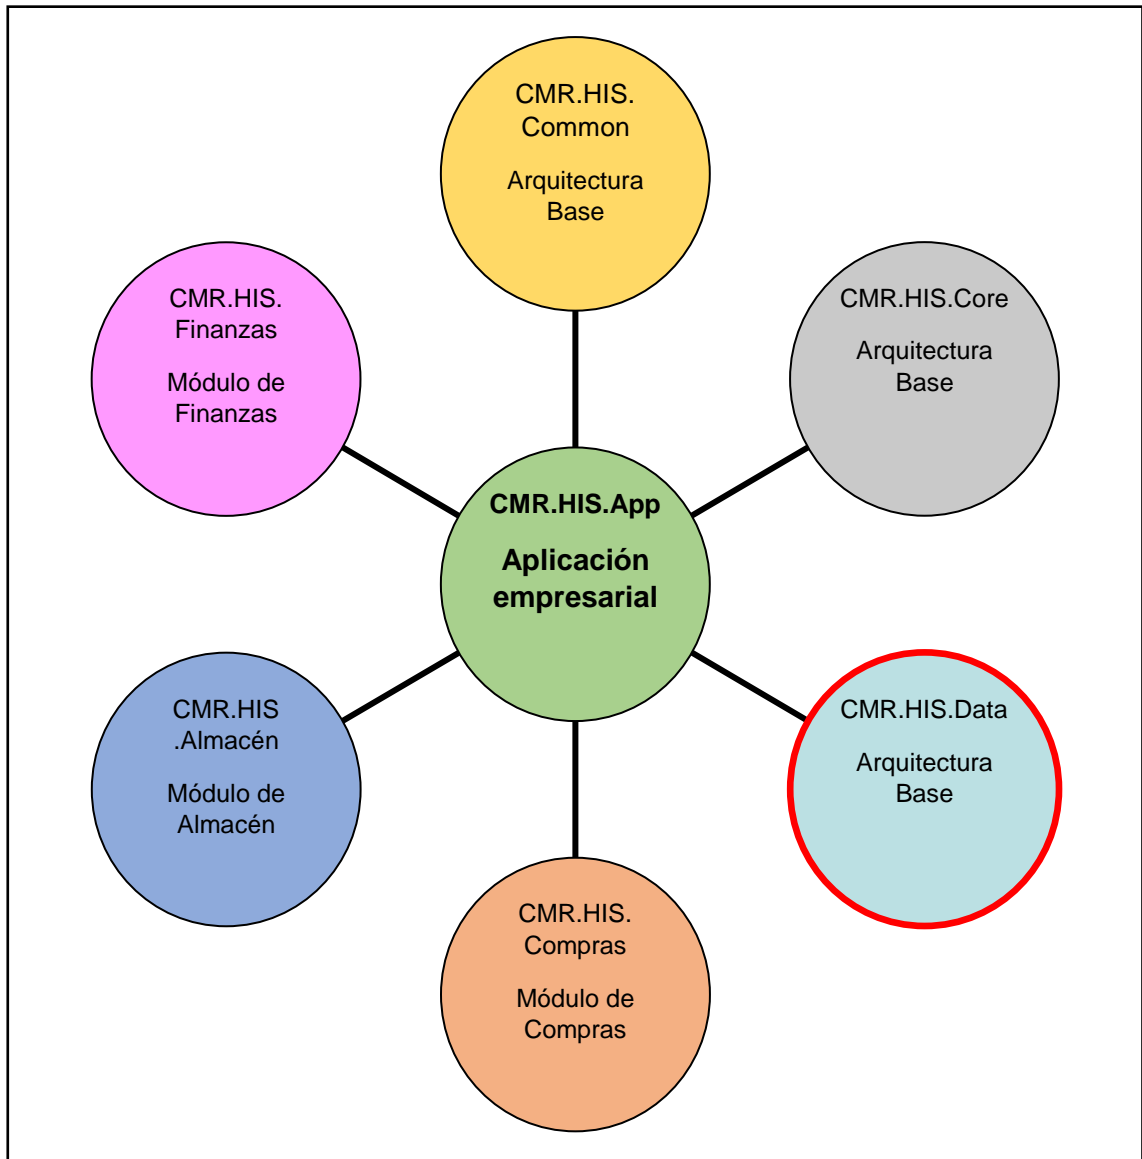 CMR.HIS.
Common
Arquitectura
Base
CMR.HIS.
Finanzas
Módulo de
Finanzas
CMR.HIS.Core
Arquitectura
Base
CMR.HIS.App
Aplicación
empresarial
CMR.HIS
.Almacén
Módulo de
Almacén
CMR.HIS.Data
Arquitectura
Base
CMR.HIS.
Compras
Módulo de
Compras